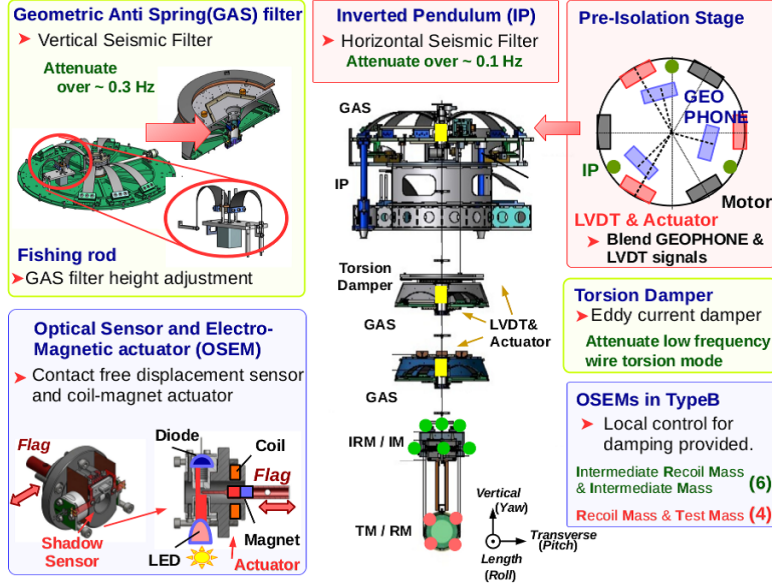 Geometric Anti Spring(GAS) filter
Vertical Seismic Filter
Attenuate
over ~ 0.3 Hz
Fishing rod
GAS filter height adjustment
Inverted Pendulum (IP)
Horizontal Seismic Filter
Attenuate over ~ 0.1 Hz
GAS
IP
Torsion
Damper
GAS
LVDT&
Actuator
GAS
IRM / IM
TM / RM
Vertical
(Yaw)
Transverse
(Pitch)
Length
(Roll)
Pre-Isolation Stage
GEO
PHONE
IP
Motor
LVDT & Actuator
Blend GEOPHONE &
LVDT signals
Torsion Damper
Eddy current damper
Attenuate low frequency
wire torsion mode
Optical Sensor and Electro-
Magnetic actuator (OSEM)
Contact free displacement sensor
and coil-magnet actuator
Flag
Diode
Coil
Flag
Shadow
Sensor
LED
Magnet
Actuator
OSEMs in TypeB
Local control for
damping provided.
Intermediate Recoil Mass
& Intermediate Mass (6)
Recoil Mass & Test Mass (4)